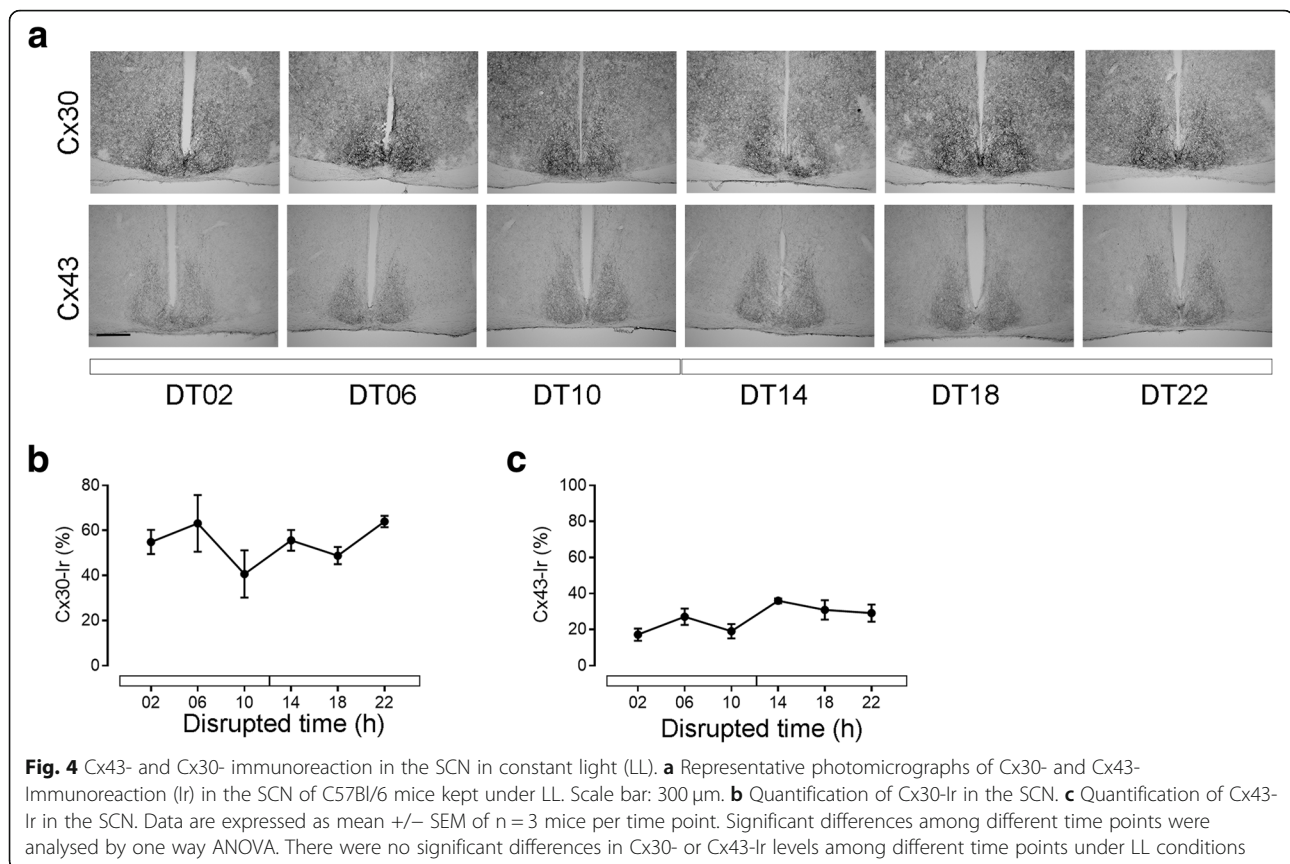 a
Cx30
Cx43
DT02 DT06 DT10 DT14 DT18 DT22
b
80
60
40
20
0
Cx30-Ir (%)
02 06 10 14 18 22
Disrupted time (h)
c
100
80
60
40
20
0
Cx43-Ir (%)
02 06 10 14 18 22
Disrupted time (h)
Fig. 4 Cx43- and Cx30- immunoreaction in the SCN in constant light (LL). a Representative photomicrographs of Cx30- and Cx43-
Immunoreaction (Ir) in the SCN of C57Bl/6 mice kept under LL. Scale bar: 300 μm. b Quantification of Cx30-Ir in the SCN. c Quantification of Cx43-
Ir in the SCN. Data are expressed as mean +/− SEM of n = 3 mice per time point. Significant differences among different time points were
analysed by one way ANOVA. There were no significant differences in Cx30- or Cx43-Ir levels among different time points under LL conditions